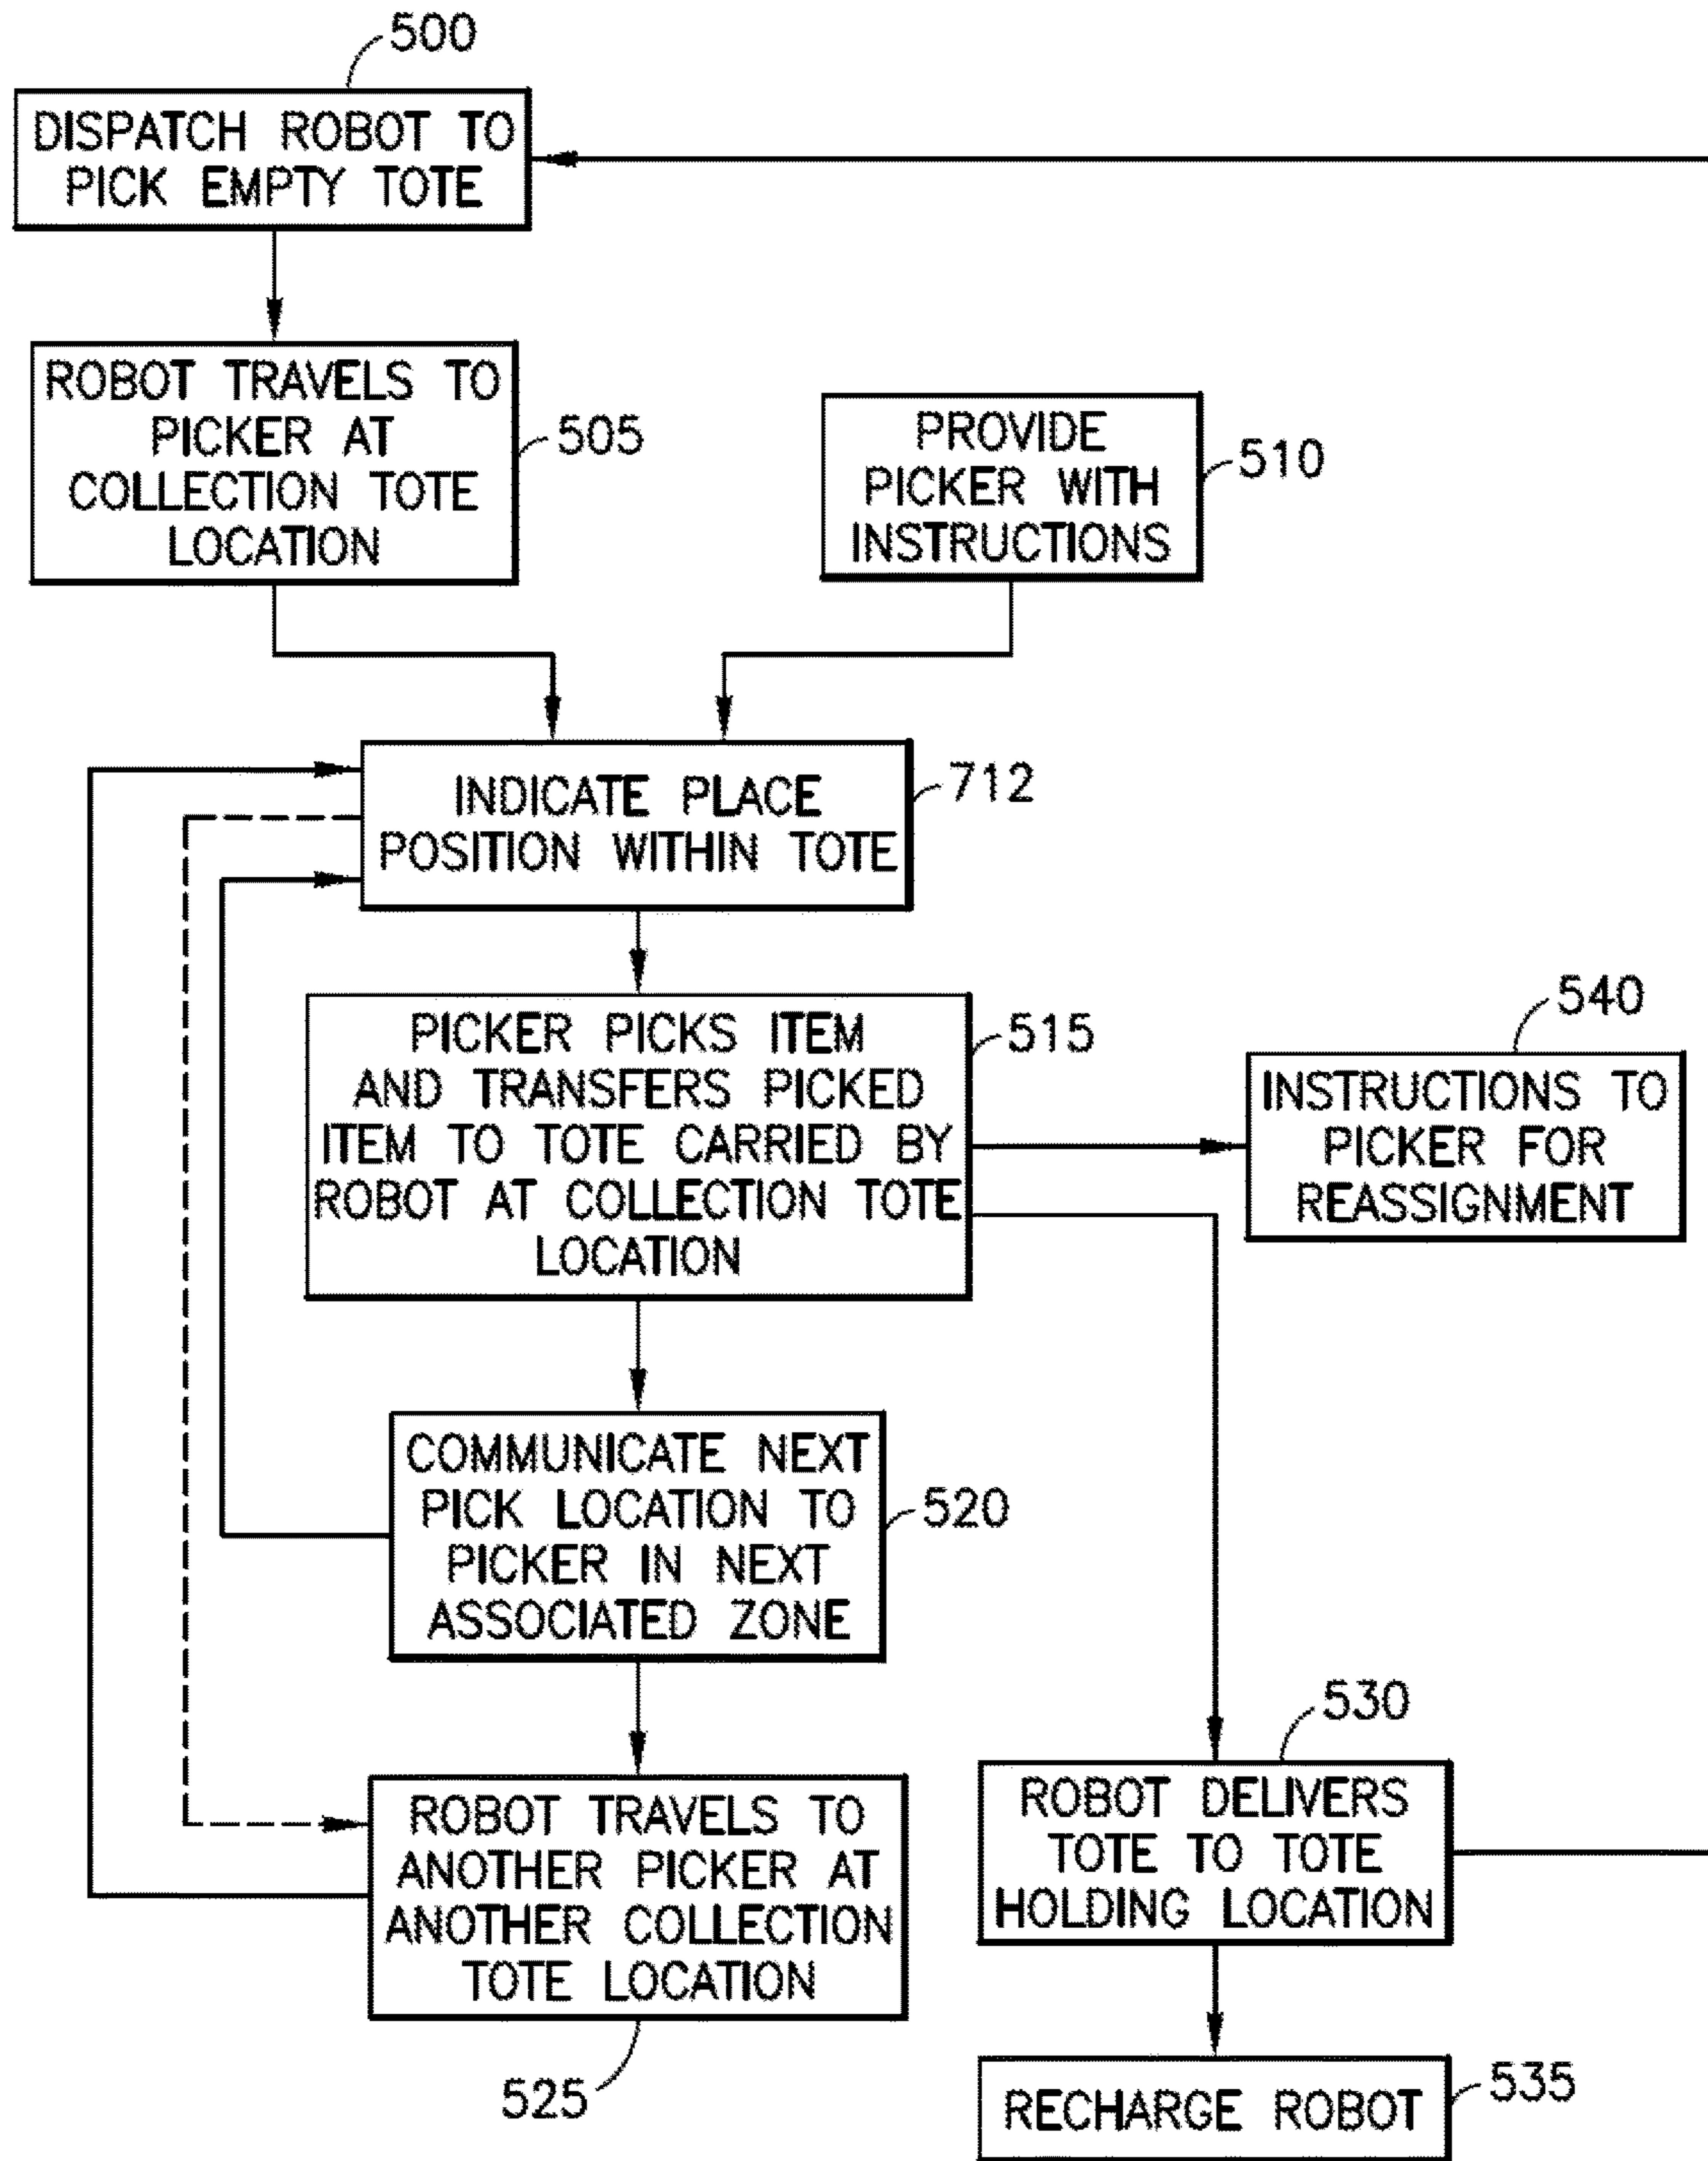 500
DISPATCH ROBOT TO
PICK EMPTY TOTE
ROBOT TRAVELS TO
PICKER AT
COLLECTION TOTE
LOCATION
505
PROVIDE
PICKER WITH
INSTRUCTIONS
510
INDICATE PLACE
POSITION WITHIN TOTE
712
PICKER PICKS ITEM
AND TRANSFERS PICKED
ITEM TO TOTE CARRIED BY
ROBOT AT COLLECTION TOTE
LOCATION
515
540
INSTRUCTIONS TO
PICKER FOR
REASSIGNMENT
COMMUNICATE NEXT
PICK LOCATION TO
PICKER IN NEXT
ASSOCIATED ZONE
520
ROBOT TRAVELS TO
ANOTHER PICKER AT
ANOTHER COLLECTION
TOTE LOCATION
525
530
ROBOT DELIVERS
TOTE TO TOTE
HOLDING LOCATION
RECHARGE ROBOT
535